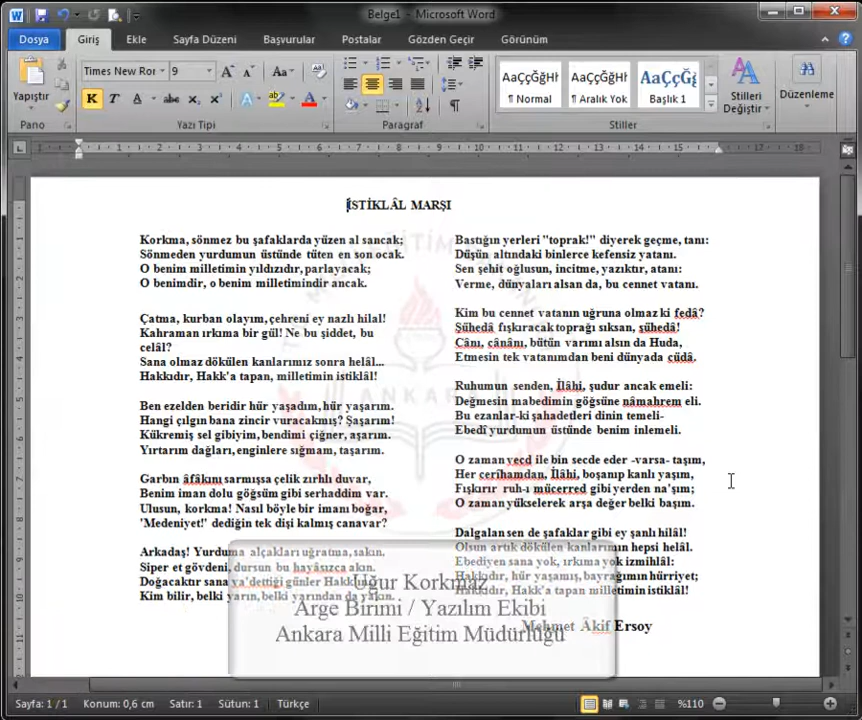 Belge1 - Microsoft Word
Dosya Giriş Ekle Sayfa Düzeni Başvurular Postalar Gözden Geçir Görünüm
Times New Ror 9
Yapıştır
K T A abc X₂ X²
AaÇçĞğHı AaÇçĞğHı AaÇçĞğ
¶ Normal ¶ Aralık Yok Başlık 1
Stilleri Değiştir
Düzenleme
Pano Yazı Tipi Paragraf Stiller
İSTİKLÂL MARŞI
Korkma, sönmez bu şafaklarda yüzen al sancak;
Sönmeden yurdumun üstünde tüten en son ocak.
O benim milletimin yıldızıdır, parlayacak;
O benimdir, o benim milletimindir ancak.
Çatma, kurban olayım, çehreni ey nazlı hilal!
Kahraman ırkıma bir gül! Ne bu şiddet, bu
celâl?
Sana olmaz dökülen kanlarımız sonra helâl...
Hakkıdır, Hakk'a tapan, milletimin istiklâl!
Ben ezelden beridir hür yaşadım, hür yaşarım.
Hangi çılgın bana zincir vuracakmış? Şaşarım!
Kükremiş sel gibiyim, bendimi çiğner, aşarım.
Yırtarım dağları, enginlere sığmam, taşarım.
Garbın âfâkını sarmışsa çelik zırhlı duvar,
Benim iman dolu göğsüm gibi serhaddim var.
Ulusun, korkma! Nasıl böyle bir imanı boğar,
'Medeniyet!' dediğin tek dişi kalmış canavar?
Arkadaş! Yurduma alçakları uğratma, sakın.
Siper et gövdeni, dursun bu hayâsızca akın.
Doğacaktır sana va'dettiği günler Hakk'ın...
Kim bilir, belki yarın, belki yarından da yakın.
Bastığın yerleri "toprak!" diyerek geçme, tanı:
Düşün altındaki binlerce kefensiz yatanı.
Sen şehit oğlusun, incitme, yazıktır, atanı:
Verme, dünyaları alsan da, bu cennet vatanı.
Kim bu cennet vatanın uğruna olmaz ki fedâ?
Şühedâ fışkıracak toprağı sıksan, şühedâ!
Cânı, cânânı, bütün varımı alsın da Huda,
Etmesin tek vatanımdan beni dünyada cüdâ.
Ruhumun senden, İlâhi, şudur ancak emeli:
Değmesin mabedimin göğsüne nâmahrem eli.
Bu ezanlar-ki şahadetleri dinin temeli-
Ebedî yurdumun üstünde benim inlemeli.
O zaman vecd ile bin secde eder -varsa- taşım,
Her cerîhamdan, İlâhi, boşanıp kanlı yaşım,
Fışkırır ruh-ı mücerred gibi yerden na'şım;
O zaman yükselerek arşa değer belki başım.
Dalgalan sen de şafaklar gibi ey şanlı hilâl!
Olsun artık dökülen kanlarımın hepsi helâl.
Ebediyen sana yok, ırkıma yok izmihlâl:
Hakkıdır, hür yaşamış, bayrağımın hürriyet;
Hakkıdır, Hakk'a tapan milletimin istiklâl!
Mehmet Âkif Ersoy
Uğur Korkmaz
Arge Birimi / Yazılım Ekibi
Ankara Milli Eğitim Müdürlüğü
ANKARA
Sayfa: 1 / 1 Konum: 0,6 cm Satır: 1 Sütun: 1 Türkçe %110